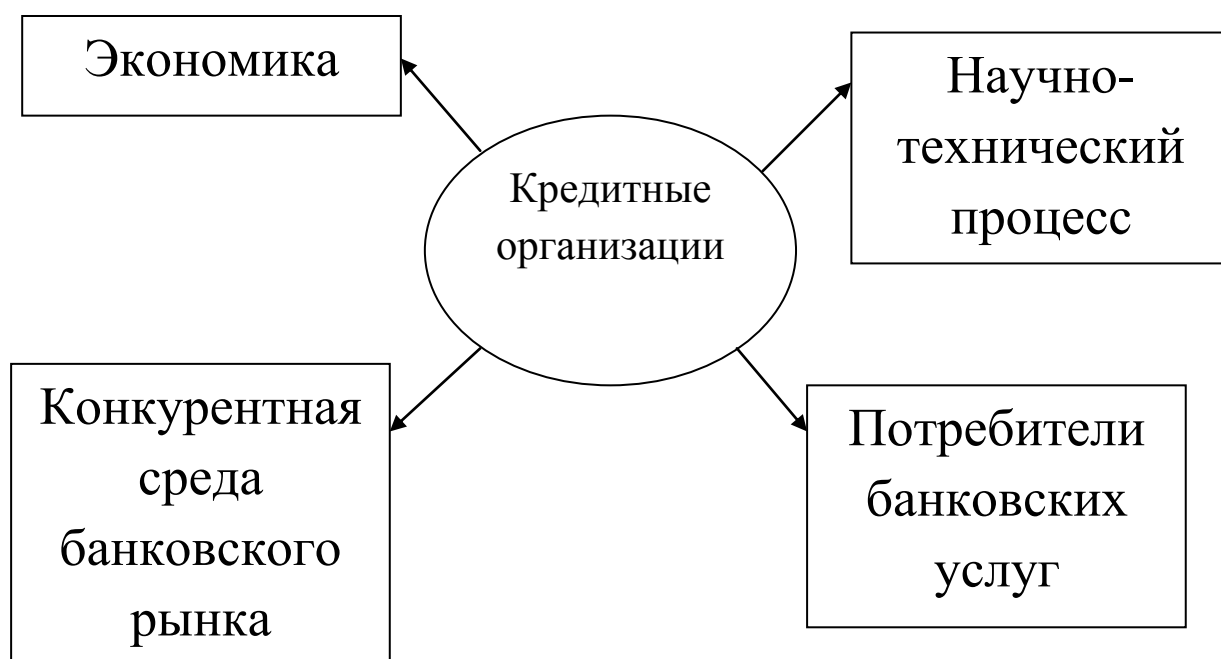 Экономика
Научно-
технический
процесс
Кредитные
организации
Конкурентная
среда
банковского
рынка
Потребители
банковских
услуг